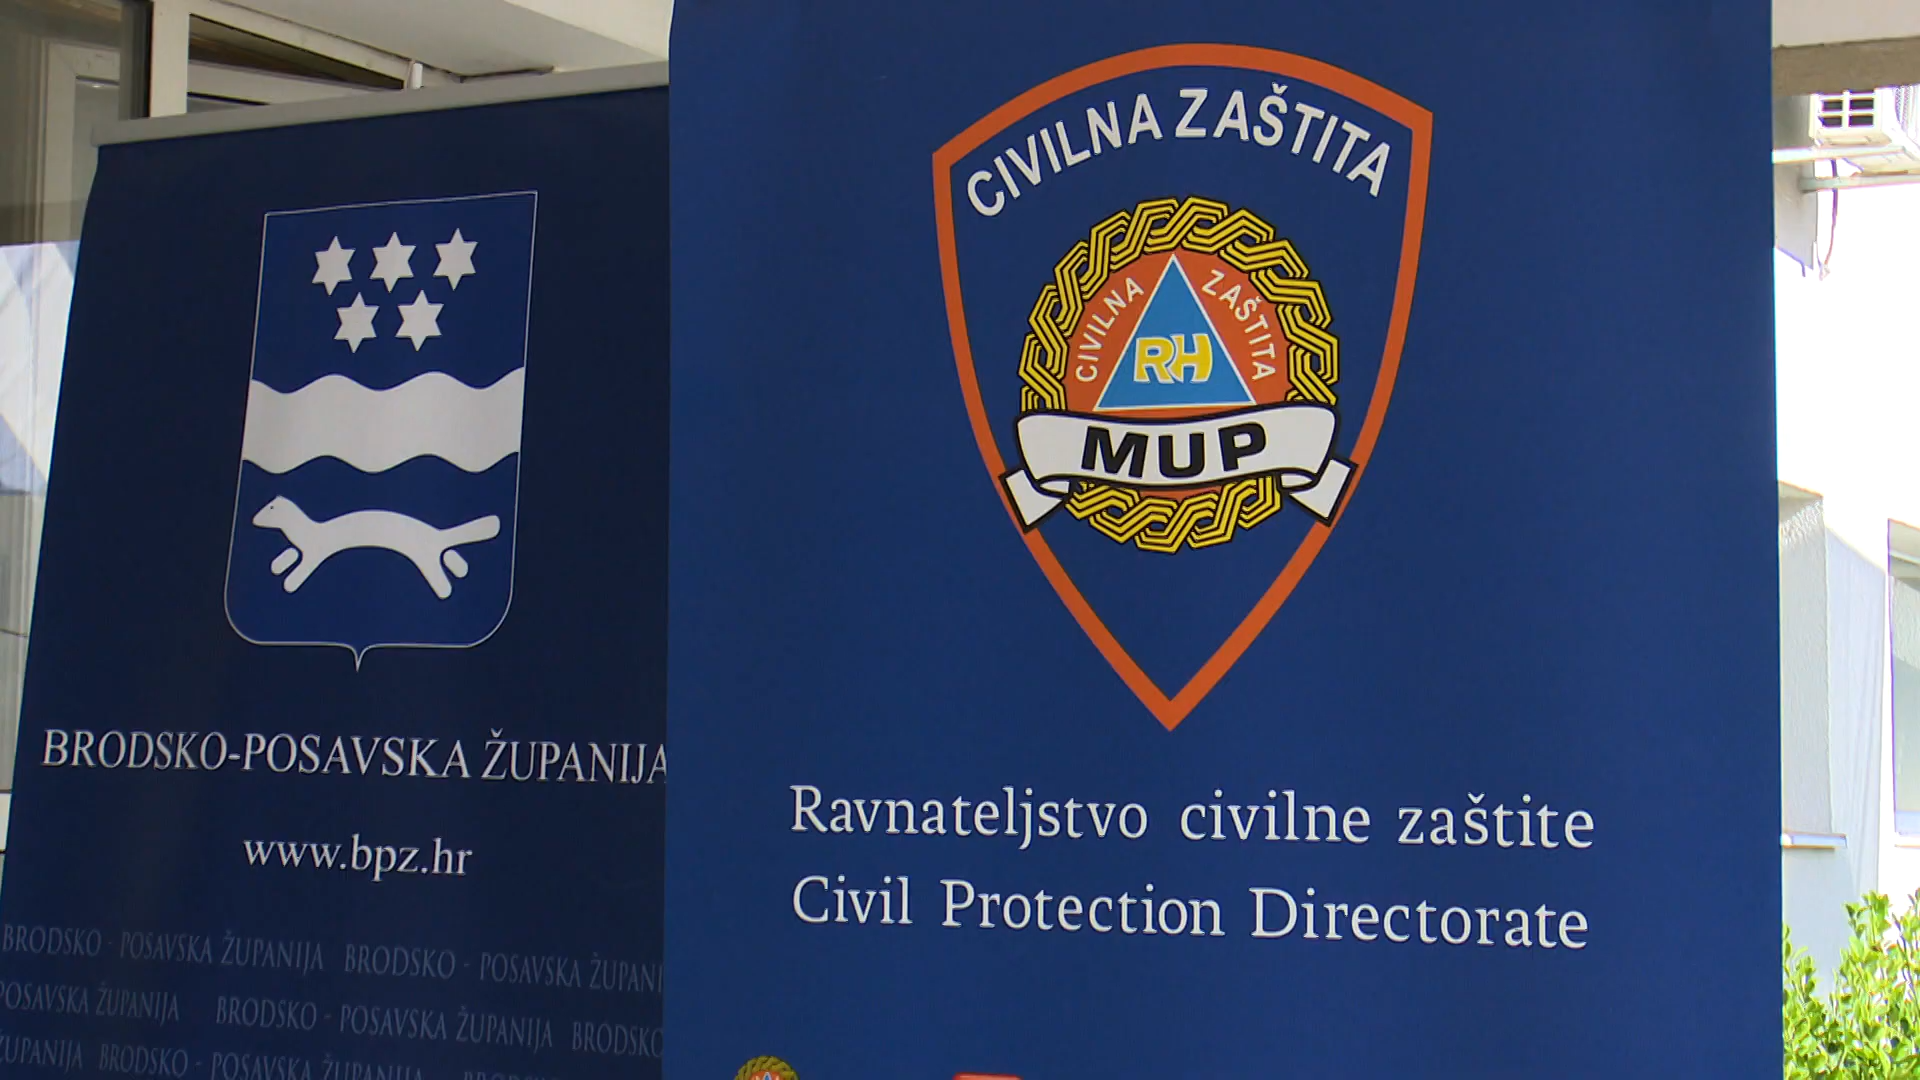 BRODSKO-POSAVSKA ŽUPANIJA
www.bpz.hr
BRODSKO - POSAVSKA ŽUPANIJA BRODSKO - POSAVSKA ŽUPANI
POSAVSKA ŽUPANIJA BRODSKO - POSAVSKA ŽUPANIJA BRODSKO
ŽUPANIJA BRODSKO - POSAVSKA ŽUPANIJA
CIVILNA ZAŠTITA
CIVILNA ZAŠTITA
RH
MUP
Ravnateljstvo civilne zaštite
Civil Protection Directorate